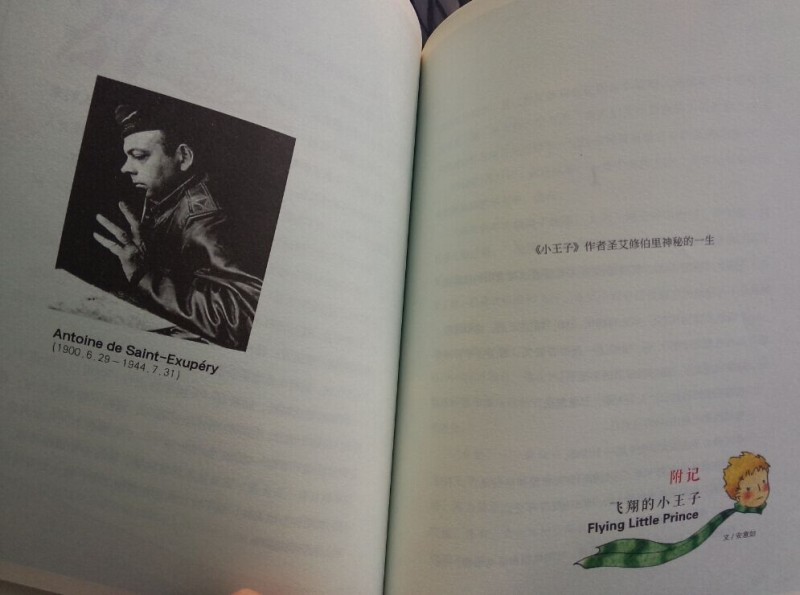 Antoine de Saint-Exupéry
(1900.6.29－1944.7.31)
《小王子》作者圣艾修伯里神秘的一生
附记
飞翔的小王子
Flying Little Prince